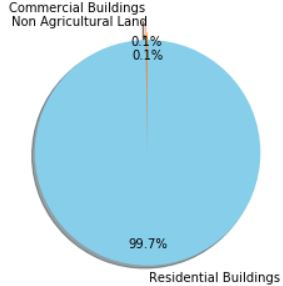 Commercial Buildings
Non Agricultural Land
0.1%
0.1%
99.7%
Residential Buildings